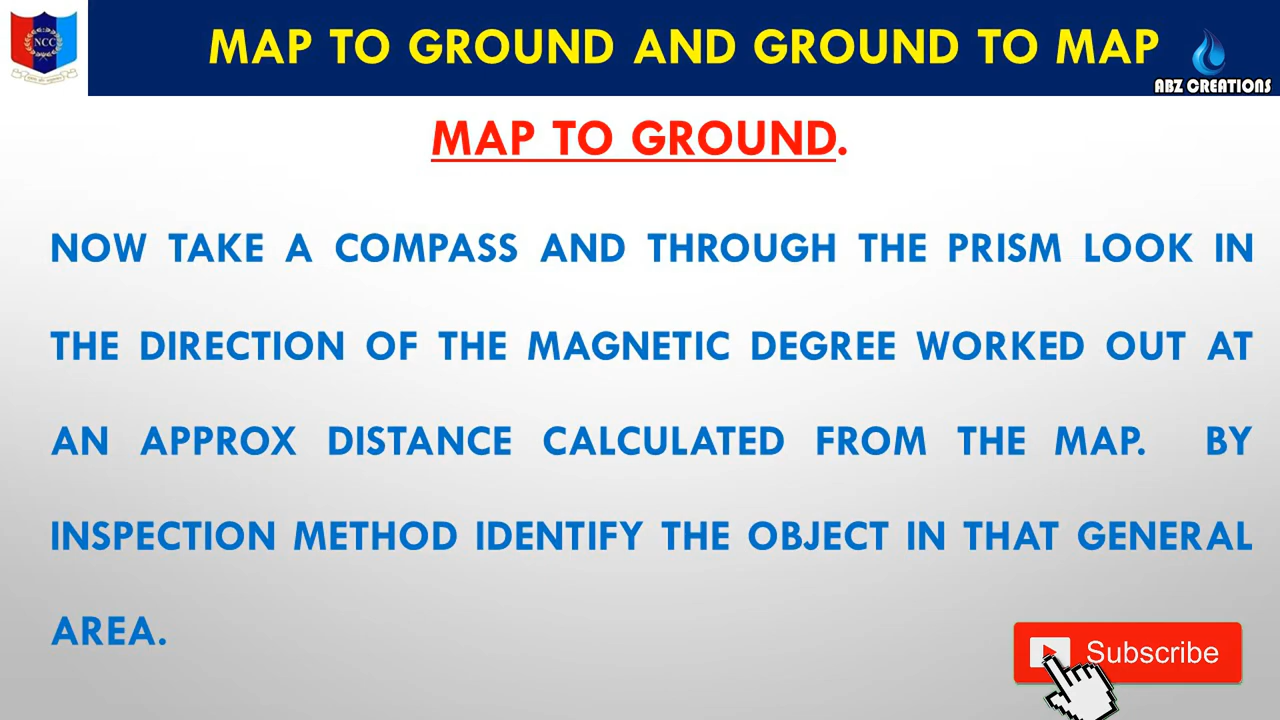 NCC
MAP TO GROUND AND GROUND TO MAP
ABZ CREATIONS
MAP TO GROUND.
NOW TAKE A COMPASS AND THROUGH THE PRISM LOOK IN
THE DIRECTION OF THE MAGNETIC DEGREE WORKED OUT AT
AN APPROX DISTANCE CALCULATED FROM THE MAP. BY
INSPECTION METHOD IDENTIFY THE OBJECT IN THAT GENERAL
AREA.
Subscribe